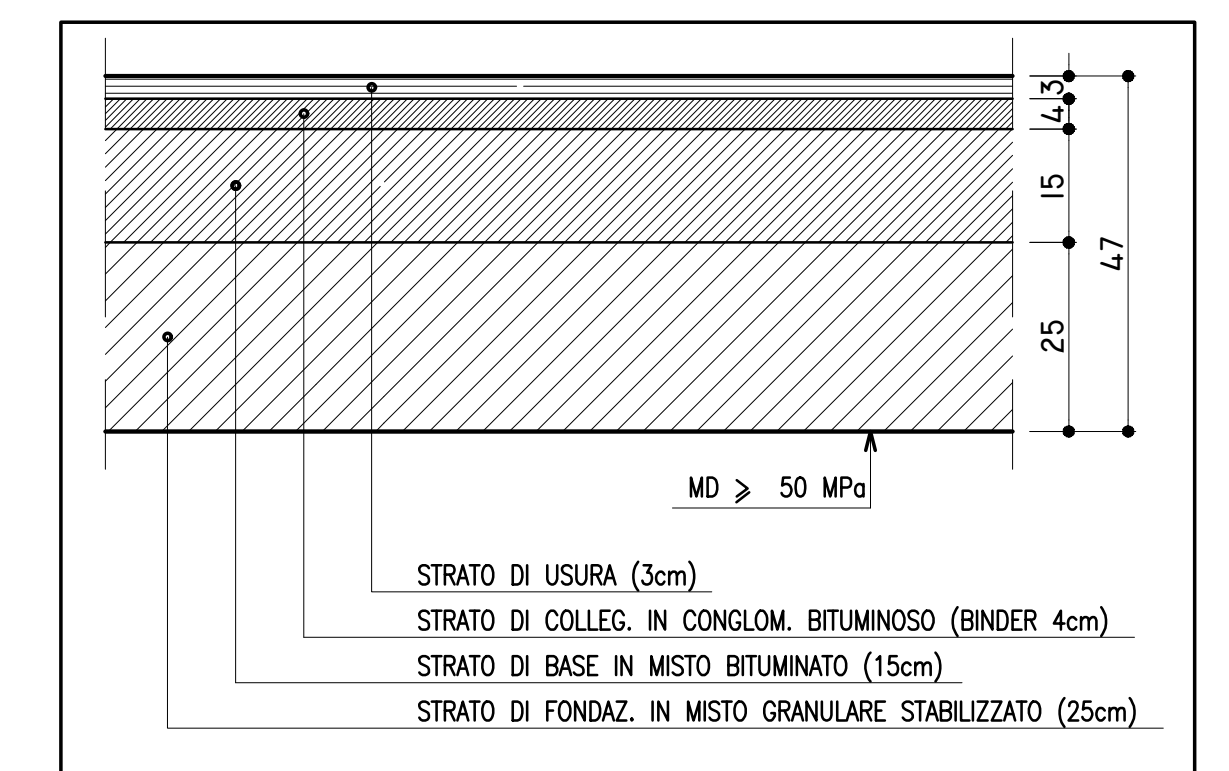 3
4
15
47
25
MD ⩾ 50 MPa
STRATO DI USURA (3cm)
STRATO DI COLLEG. IN CONGLOM. BITUMINOSO (BINDER 4cm)
STRATO DI BASE IN MISTO BITUMINATO (15cm)
STRATO DI FONDAZ. IN MISTO GRANULARE STABILIZZATO (25cm)